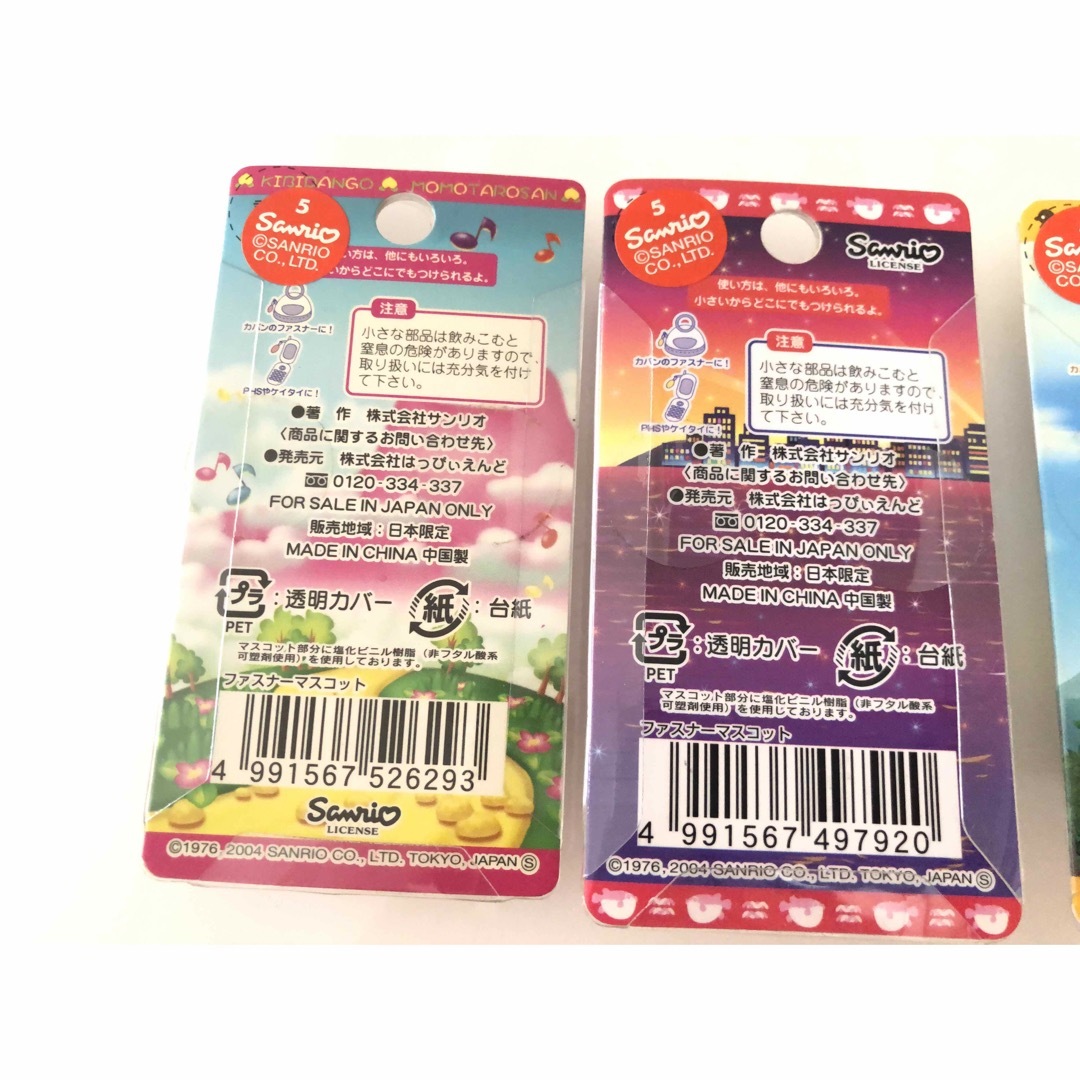 KIBIDANGO MOMOTAROSAN
5
Sanrio
©SANRIO
CO., LTD.
い方は、他にもいろいろ。
いからどこにでもつけられるよ。
カバンのファスナーに!
PHSやケイタイに!
注意
小さな部品は飲みこむと
窒息の危険がありますので、
取り扱いには充分気を付け
て下さい。
●著 作 株式会社サンリオ
〈商品に関するお問い合わせ先〉
●発売元 株式会社はっぴぃえんど
0120-334-337
FOR SALE IN JAPAN ONLY
販売地域:日本限定
MADE IN CHINA 中国製
プラ:透明カバー 紙:台紙
PET
マスコット部分に塩化ビニル樹脂(非フタル酸系
可塑剤使用)を使用しております。
ファスナーマスコット
4 991567 526293
Sanrio
LICENSE
©1976, 2004 SANRIO CO., LTD. TOKYO, JAPAN Ⓢ
5
Sanrio
©SANRIO
CO., LTD.
Sanrio
LICENSE
使い方は、他にもいろいろ。
小さいからどこにでもつけられるよ。
カバンのファスナーに!
PHSやケイタイに!
注意
小さな部品は飲みこむと
窒息の危険がありますので、
取り扱いには充分気を付け
て下さい。
●著 作 株式会社サンリオ
〈商品に関するお問い合わせ先〉
●発売元 株式会社はっぴぃえんど
0120-334-337
FOR SALE IN JAPAN ONLY
販売地域:日本限定
MADE IN CHINA 中国製
プラ:透明カバー 紙:台紙
PET
マスコット部分に塩化ビニル樹脂(非フタル酸系
可塑剤使用)を使用しております。
ファスナーマスコット
4 991567 497920
©1976, 2004 SANRIO CO., LTD. TOKYO, JAPAN Ⓢ